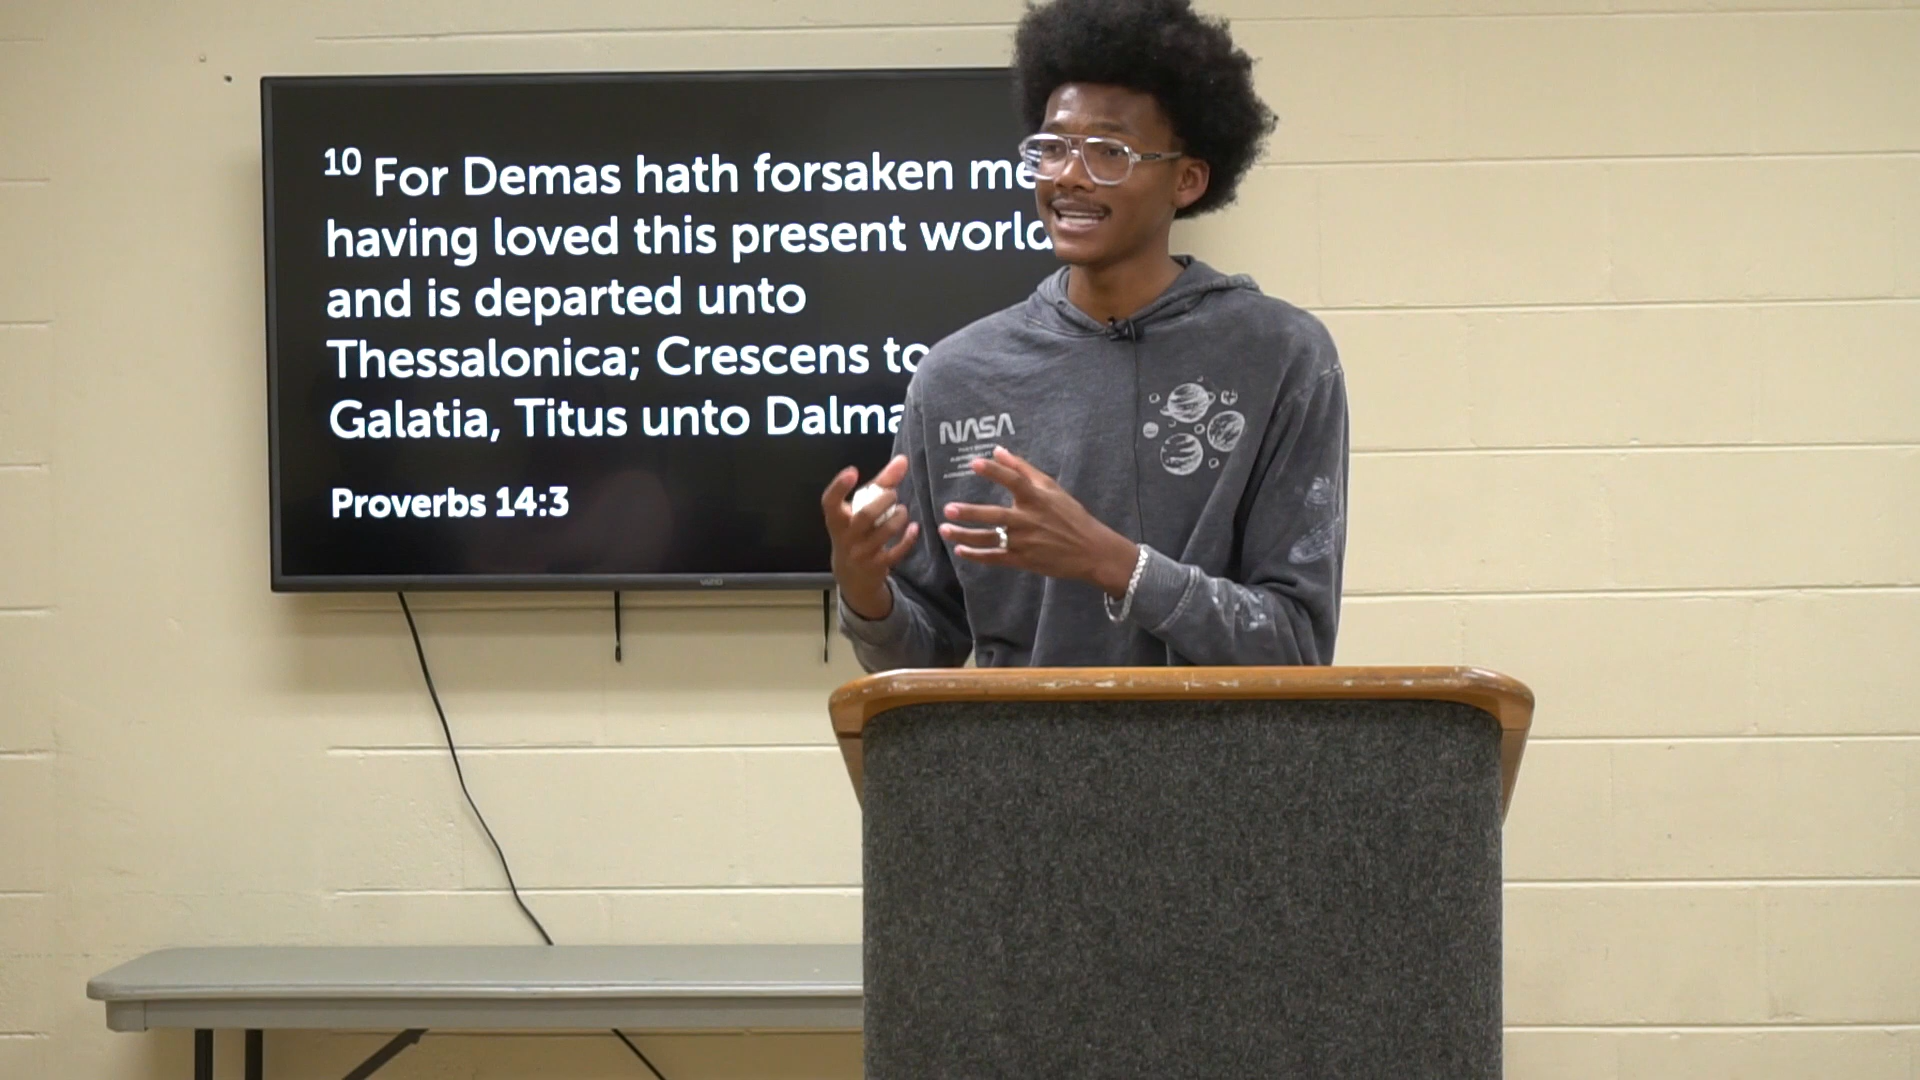 10 For Demas hath forsaken me
having loved this present world
and is departed unto
Thessalonica; Crescens to
Galatia, Titus unto Dalma
Proverbs 14:3
VIZIO
NASA